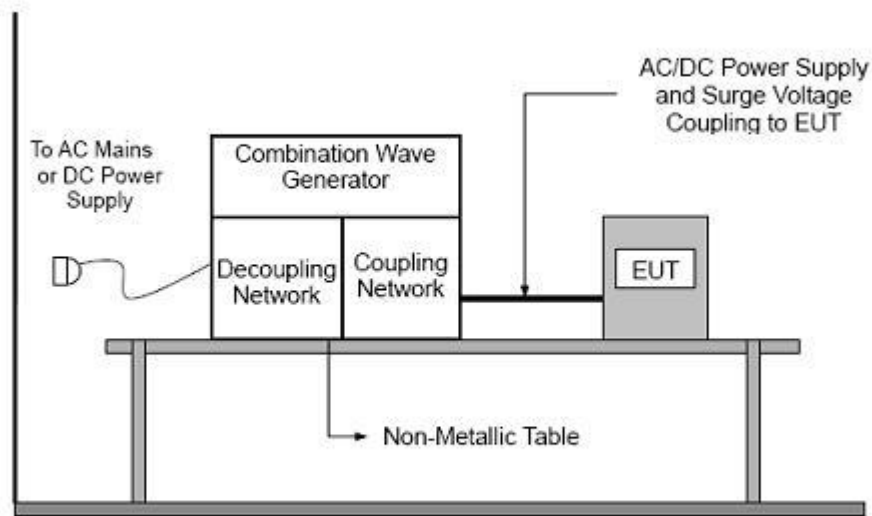 AC/DC Power Supply
and Surge Voltage
Coupling to EUT
To AC Mains
or DC Power
Supply
Combination Wave
Generator
Decoupling
Network
Coupling
Network
EUT
Non-Metallic Table